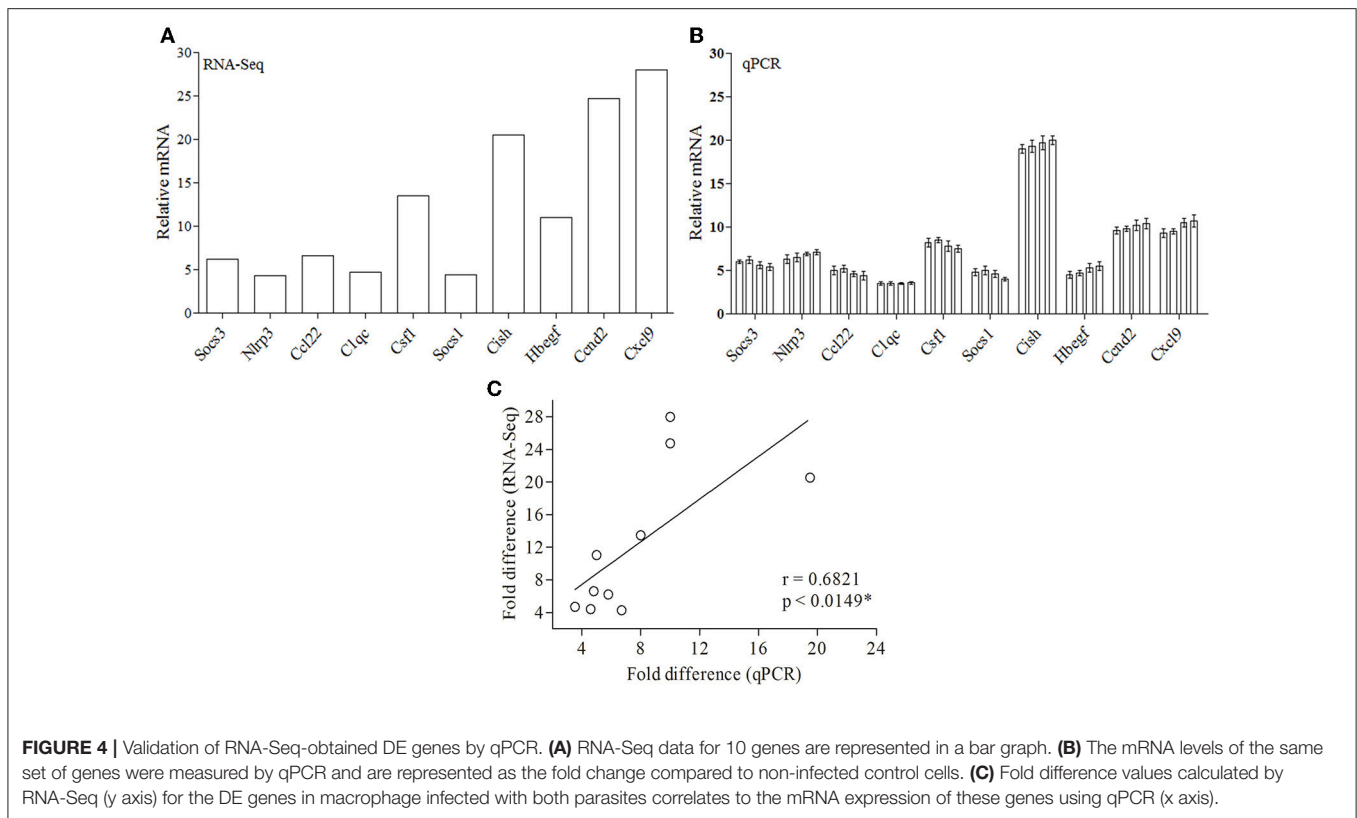 A
RNA-Seq
Relative mRNA
30
25
20
15
10
5
0
Socs3
Nlrp3
Ccl22
C1qc
Csf1
Socs1
Cish
Hbegf
Ccnd2
Cxcl9
B
qPCR
Relative mRNA
30
25
20
15
10
5
0
Socs3
Nlrp3
Ccl22
C1qc
Csf1
Socs1
Cish
Hbegf
Ccnd2
Cxcl9
C
Fold difference (RNA-Seq)
28
24
20
16
12
8
4
r = 0.6821
p < 0.0149*
4 8 12 16 20 24
Fold difference (qPCR)
FIGURE 4 | Validation of RNA-Seq-obtained DE genes by qPCR. (A) RNA-Seq data for 10 genes are represented in a bar graph. (B) The mRNA levels of the same
set of genes were measured by qPCR and are represented as the fold change compared to non-infected control cells. (C) Fold difference values calculated by
RNA-Seq (y axis) for the DE genes in macrophage infected with both parasites correlates to the mRNA expression of these genes using qPCR (x axis).